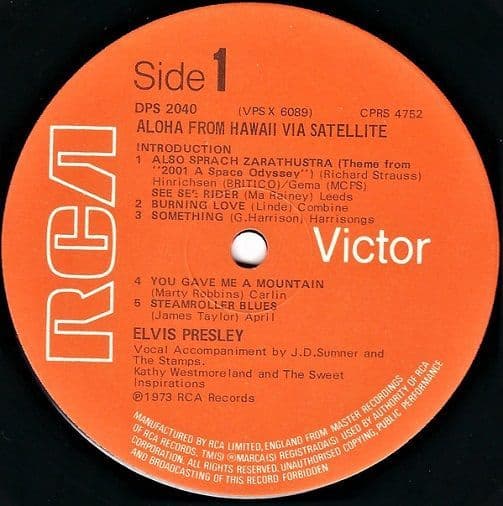 Side 1
DPS 2040 (VPSX 6089) CPRS 4752
ALOHA FROM HAWAII VIA SATELLITE
INTRODUCTION
1 ALSO SPRACH ZARATHUSTRA (Theme from
"2001 A Space Odyssey") (Richard Strauss)
Hinrichsen (BRITICO)/Gema (MCPS)
SEE SEE RIDER (Ma Rainey) Leeds
2 BURNING LOVE (Linde) Combine
3 SOMETHING (G.Harrison) Harrisongs
RCA
Victor
4 YOU GAVE ME A MOUNTAIN
(Marty Robbins) Carlin
5 STEAMROLLER BLUES
(James Taylor) April
ELVIS PRESLEY
Vocal Accompaniment by J.D.Sumner and
The Stamps.
Kathy Westmoreland and The Sweet
Inspirations
℗1973 RCA Records
MANUFACTURED BY RCA LIMITED, ENGLAND FROM MASTER RECORDINGS
OF RCA RECORDS. TM(S) ®MARCA(S) REGISTRADA(S) USED BY AUTHORITY OF RCA
CORPORATION. ALL RIGHTS RESERVED. UNAUTHORISED COPYING, PUBLIC PERFORMANCE
AND BROADCASTING OF THIS RECORD FORBIDDEN